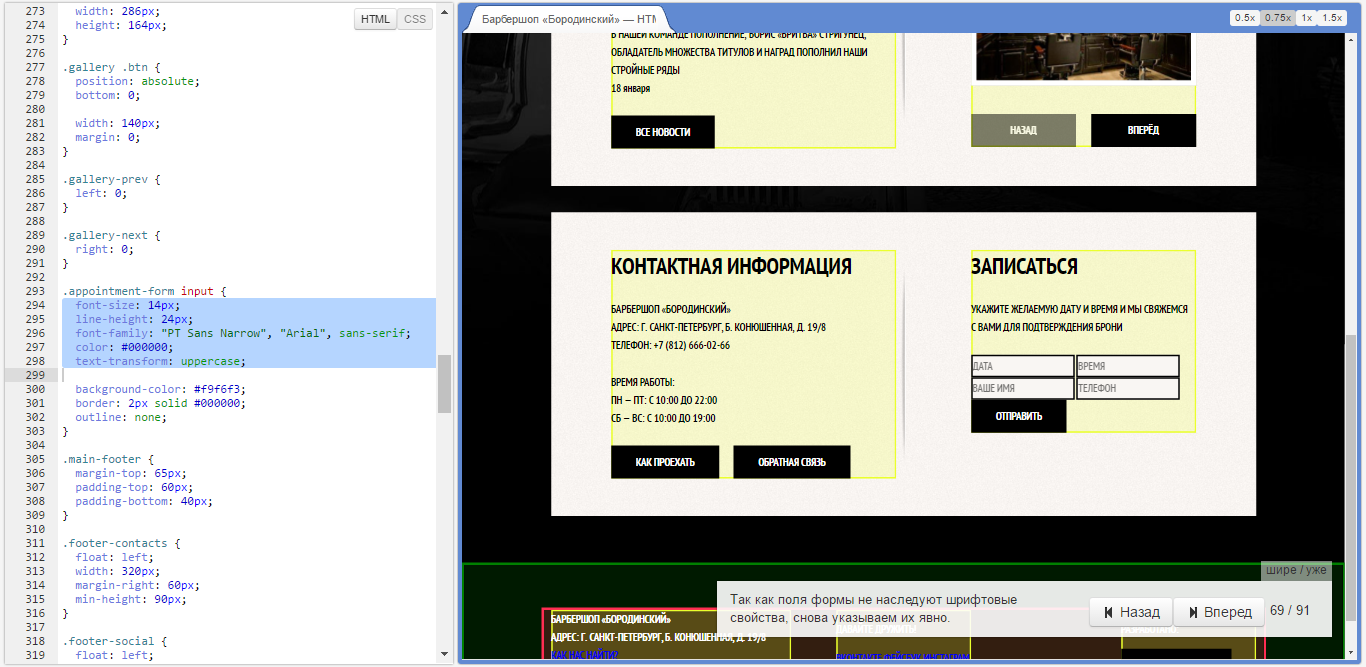 HTML
CSS
273 width: 286px;
274 height: 164px;
275 }
276
277 .gallery .btn {
278 position: absolute;
279 bottom: 0;
280
281 width: 140px;
282 margin: 0;
283 }
284
285 .gallery-prev {
286 left: 0;
287 }
288
289 .gallery-next {
290 right: 0;
291 }
292
293 .appointment-form input {
294 font-size: 14px;
295 line-height: 24px;
296 font-family: "PT Sans Narrow", "Arial", sans-serif;
297 color: #000000;
298 text-transform: uppercase;
299
300 background-color: #f9f6f3;
301 border: 2px solid #000000;
302 outline: none;
303 }
304
305 .main-footer {
306 margin-top: 65px;
307 padding-top: 60px;
308 padding-bottom: 40px;
309 }
310
311 .footer-contacts {
312 float: left;
313 width: 320px;
314 margin-right: 60px;
315 min-height: 90px;
316 }
317
318 .footer-social {
319 float: left;
Барбершоп «Бородинский» — HTM
0.5x 0.75x 1x 1.5x
В НАШЕЙ КОМАНДЕ ПОПОЛНЕНИЕ, БОРИС «БРИТВА» СТРИГУНЕЦ,
ОБЛАДАТЕЛЬ МНОЖЕСТВА ТИТУЛОВ И НАГРАД ПОПОЛНИЛ НАШИ
СТРОЙНЫЕ РЯДЫ
18 января
ВСЕ НОВОСТИ
НАЗАД
ВПЕРЁД
КОНТАКТНАЯ ИНФОРМАЦИЯ
БАРБЕРШОП «БОРОДИНСКИЙ»
АДРЕС: Г. САНКТ-ПЕТЕРБУРГ, Б. КОНЮШЕННАЯ, Д. 19/8
ТЕЛЕФОН: +7 (812) 666-02-66
ВРЕМЯ РАБОТЫ:
ПН – ПТ: С 10:00 ДО 22:00
СБ – ВС: С 10:00 ДО 19:00
КАК ПРОЕХАТЬ
ОБРАТНАЯ СВЯЗЬ
ЗАПИСАТЬСЯ
УКАЖИТЕ ЖЕЛАЕМУЮ ДАТУ И ВРЕМЯ И МЫ СВЯЖЕМСЯ
С ВАМИ ДЛЯ ПОДТВЕРЖДЕНИЯ БРОНИ
ДАТА
ВРЕМЯ
ВАШЕ ИМЯ
ТЕЛЕФОН
ОТПРАВИТЬ
шире / уже
Так как поля формы не наследуют шрифтовые
свойства, снова указываем их явно.
Назад
Вперед
69 / 91
БАРБЕРШОП «БОРОДИНСКИЙ»
АДРЕС: Г. САНКТ-ПЕТЕРБУРГ, Б. КОНЮШЕННАЯ, Д. 19/8
КАК НАС НАЙТИ?
ВКОНТАКТЕ ФЕЙСБУК ИНСТАГРАМ